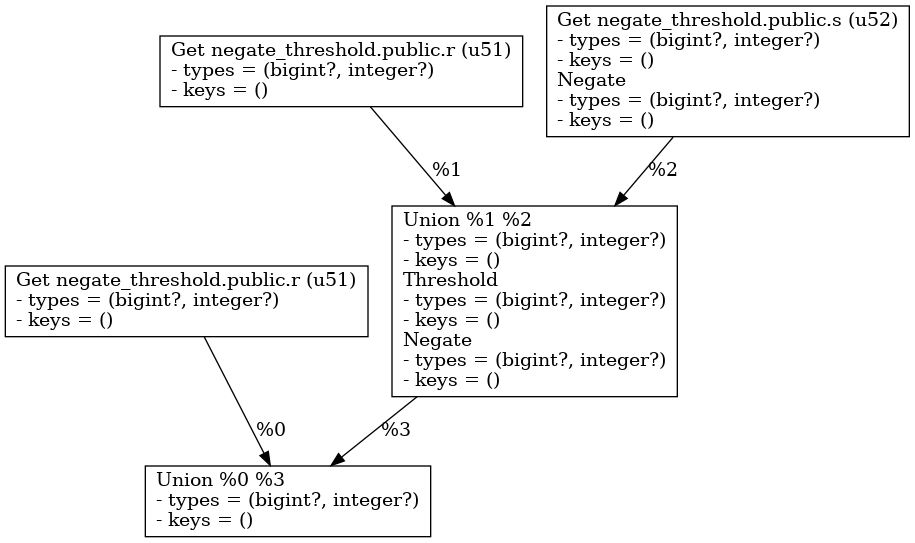 Get negate_threshold.public.s (u52)
- types = (bigint?, integer?)
- keys = ()
Negate
- types = (bigint?, integer?)
- keys = ()
Get negate_threshold.public.r (u51)
- types = (bigint?, integer?)
- keys = ()
%1
%2
Union %1 %2
- types = (bigint?, integer?)
- keys = ()
Threshold
- types = (bigint?, integer?)
- keys = ()
Negate
- types = (bigint?, integer?)
- keys = ()
Get negate_threshold.public.r (u51)
- types = (bigint?, integer?)
- keys = ()
%0
%3
Union %0 %3
- types = (bigint?, integer?)
- keys = ()